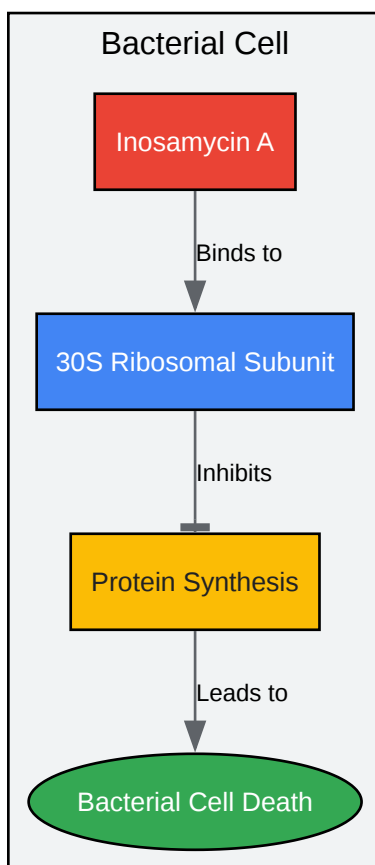 Bacterial Cell
Inosamycin A
Binds to
30S Ribosomal Subunit
Inhibits
Protein Synthesis
Leads to
Bacterial Cell Death